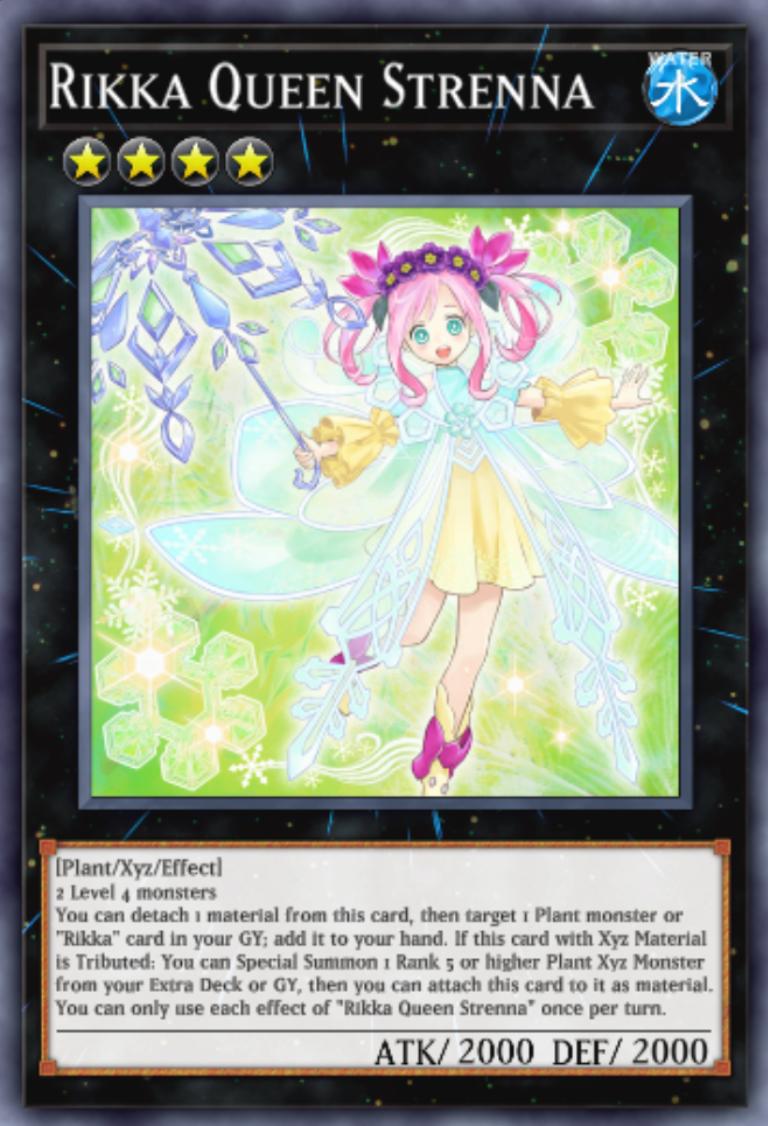 Rikka Queen Strenna
WATER
水
[Plant/Xyz/Effect]
2 Level 4 monsters
You can detach 1 material from this card, then target 1 Plant monster or
"Rikka" card in your GY; add it to your hand. If this card with Xyz Material
is Tributed: You can Special Summon 1 Rank 5 or higher Plant Xyz Monster
from your Extra Deck or GY, then you can attach this card to it as material.
You can only use each effect of "Rikka Queen Strenna" once per turn.
ATK/ 2000 DEF/ 2000